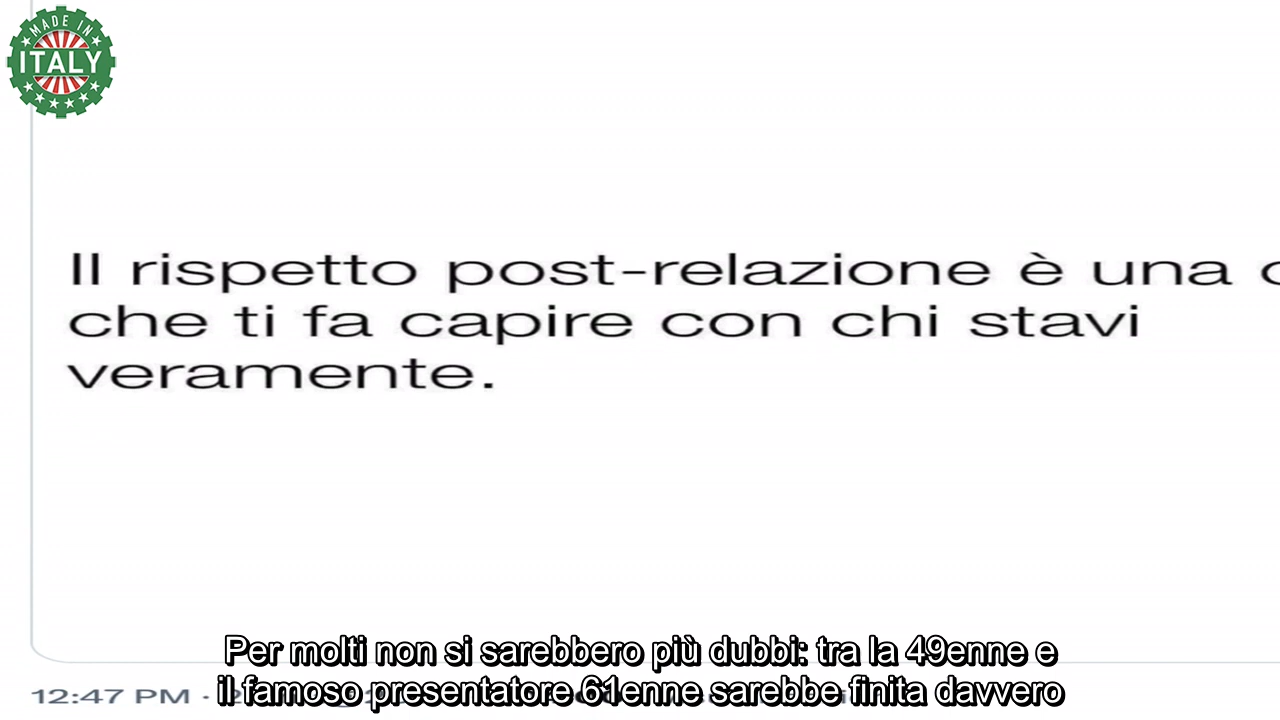 MADE IN
ITALY
Il rispetto post-relazione è una
che ti fa capire con chi stavi
veramente.
Per molti non si sarebbero più dubbi: tra la 49enne e
il famoso presentatore 61enne sarebbe finita davvero
12:47 PM ·